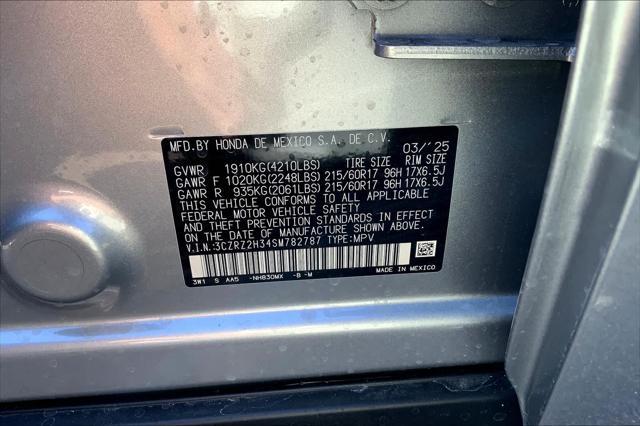 MFD.BY HONDA DE MEXICO S.A. DE C.V. 03/'25
GVWR 1910KG(4210LBS) TIRE SIZE RIM SIZE
GAWR F 1020KG(2248LBS) 215/60R17 96H 17X6.5J
GAWR R 935KG(2061LBS) 215/60R17 96H 17X6.5J
THIS VEHICLE CONFORMS TO ALL APPLICABLE
FEDERAL MOTOR VEHICLE SAFETY, BUMPER,
AND THEFT PREVENTION STANDARDS IN EFFECT
ON THE DATE OF MANUFACTURE SHOWN ABOVE.
V.I.N:3CZRZ2H34SM782787 TYPE:MPV
3W1 S AA5 -NH830MX -B -M MADE IN MEXICO